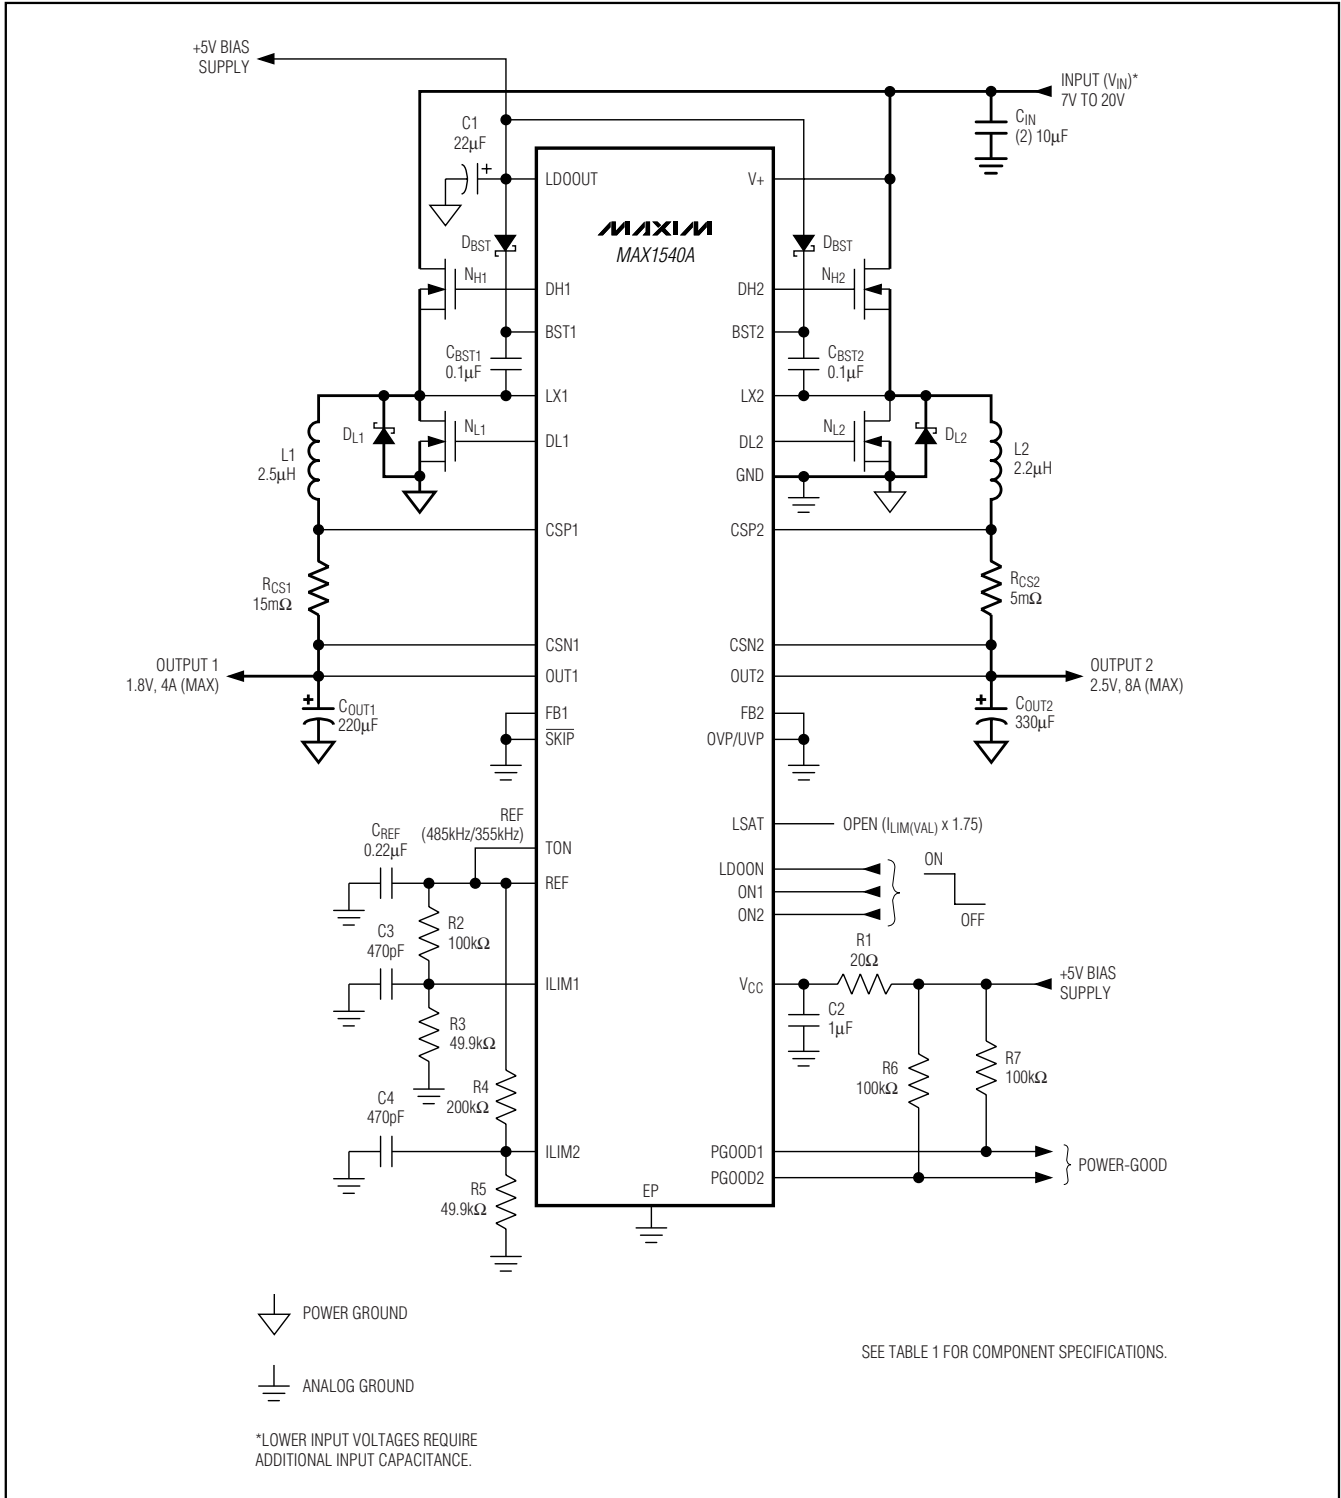 +5V BIAS
SUPPLY
INPUT (VIN)*
7V TO 20V
CIN
(2) 10µF
C1
22µF
+
LDOOUT
V+
MAXIM
MAX1540A
DBST
DBST
NH1
NH2
DH1
DH2
BST1
BST2
CBST1
0.1µF
CBST2
0.1µF
LX1
LX2
DL1
NL1
DL1
DL2
NL2
DL2
GND
L1
2.5µH
L2
2.2µH
CSP1
CSP2
RCS1
15mΩ
RCS2
5mΩ
CSN1
CSN2
OUTPUT 1
1.8V, 4A (MAX)
OUT1
OUT2
OUTPUT 2
2.5V, 8A (MAX)
+
COUT1
220µF
+
COUT2
330µF
FB1
SKIP
FB2
OVP/UVP
REF
(485kHz/355kHz)
TON
LSAT
OPEN (ILIM(VAL) x 1.75)
CREF
0.22µF
REF
LDOON
ON1
ON2
ON
OFF
R2
100kΩ
C3
470pF
ILIM1
R3
49.9kΩ
VCC
R1
20Ω
+5V BIAS
SUPPLY
C2
1µF
R6
100kΩ
R7
100kΩ
R4
200kΩ
C4
470pF
ILIM2
R5
49.9kΩ
PGOOD1
PGOOD2
POWER-GOOD
EP
POWER GROUND
ANALOG GROUND
SEE TABLE 1 FOR COMPONENT SPECIFICATIONS.
*LOWER INPUT VOLTAGES REQUIRE
ADDITIONAL INPUT CAPACITANCE.